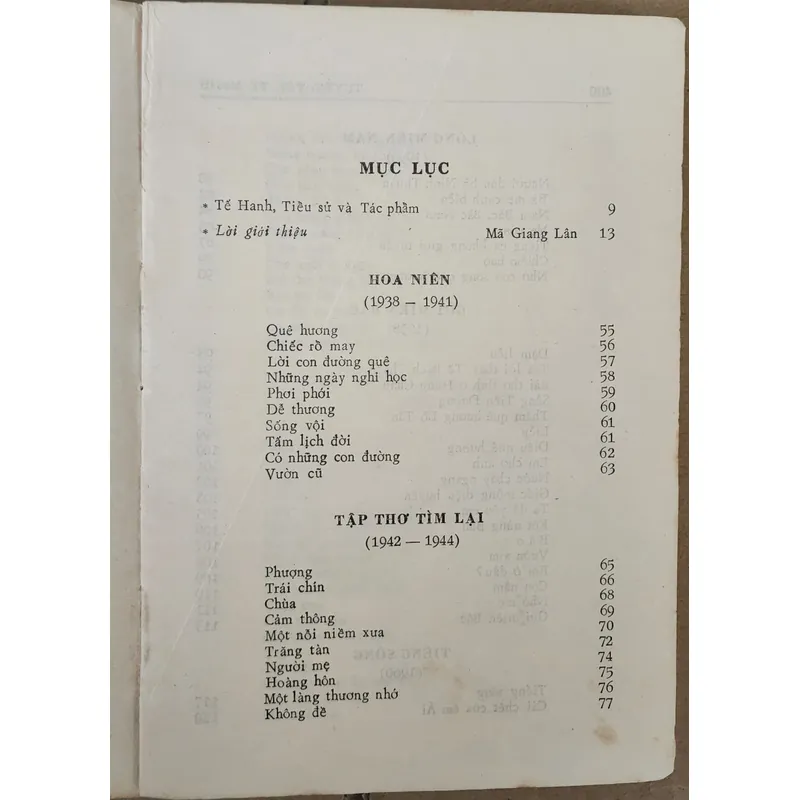 MỤC LỤC
* Tế Hanh, Tiểu sử và Tác phẩm 9
* Lời giới thiệu Mã Giang Lân 13
HOA NIÊN
(1938 — 1941)
Quê hương 55
Chiếc rổ may 56
Lời con đường quê 57
Những ngày nghỉ học 58
Phơi phới 59
Dễ thương 60
Sống vội 61
Tấm lịch đời 61
Có những con đường 62
Vườn cũ 63
TẬP THƠ TÌM LẠI
(1942 — 1944)
Phượng 65
Trái chín 66
Chùa 68
Cảm thông 69
Một nỗi niềm xưa 70
Trăng tàn 72
Người mẹ 74
Hoàng hôn 75
Một làng thương nhớ 76
Không đề 77